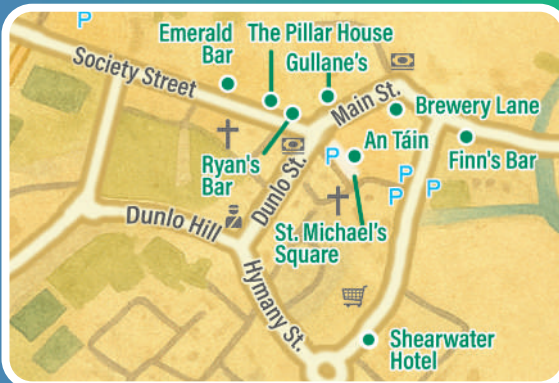 P
Emerald
Bar
The Pillar House
Gullane's
Society Street
Main St.
Brewery Lane
An Táin
P
Finn's Bar
P
P
P
Ryan's
Bar
Dunlo St.
St. Michael's
Square
Dunlo Hill
Hymany St.
Shearwater
Hotel